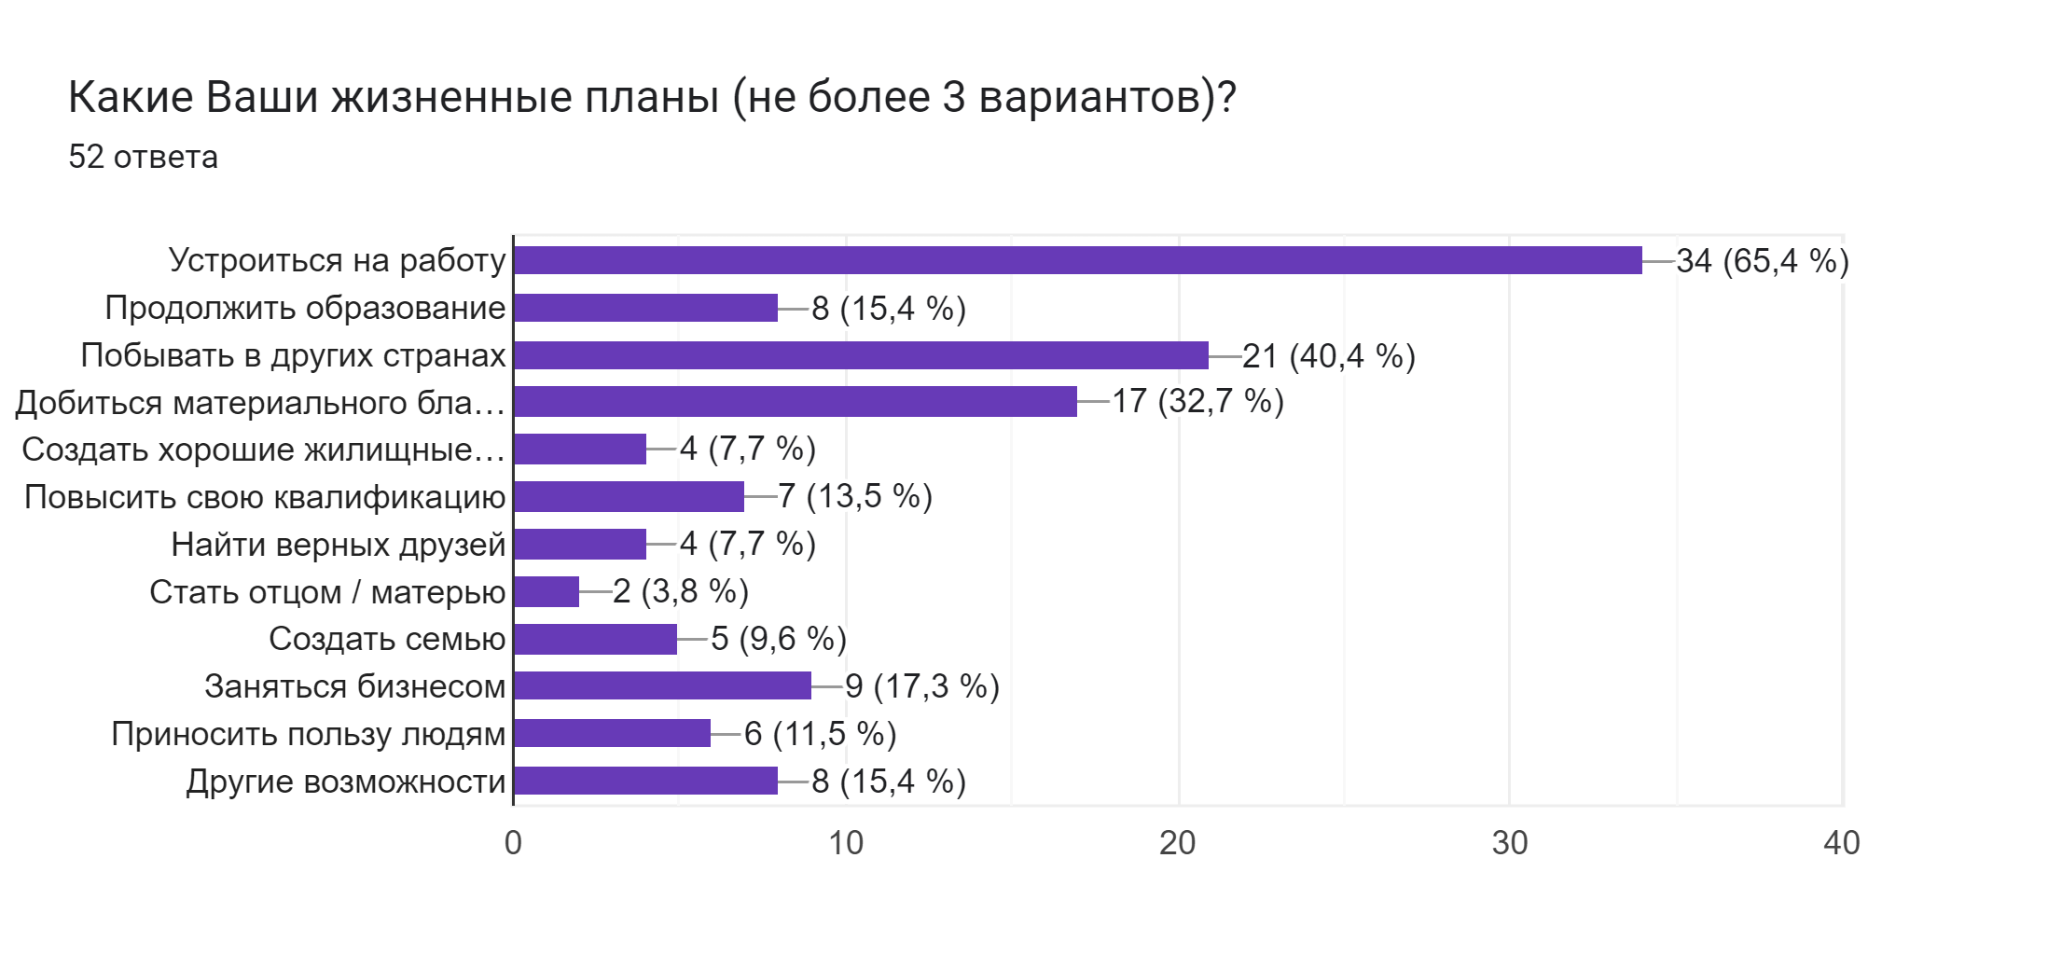 Какие Ваши жизненные планы (не более 3 вариантов)?
52 ответа
Устроиться на работу 34 (65,4 %)
Продолжить образование 8 (15,4 %)
Побывать в других странах 21 (40,4 %)
Добиться материального бла… 17 (32,7 %)
Создать хорошие жилищные… 4 (7,7 %)
Повысить свою квалификацию 7 (13,5 %)
Найти верных друзей 4 (7,7 %)
Стать отцом / матерью 2 (3,8 %)
Создать семью 5 (9,6 %)
Заняться бизнесом 9 (17,3 %)
Приносить пользу людям 6 (11,5 %)
Другие возможности 8 (15,4 %)
0 10 20 30 40